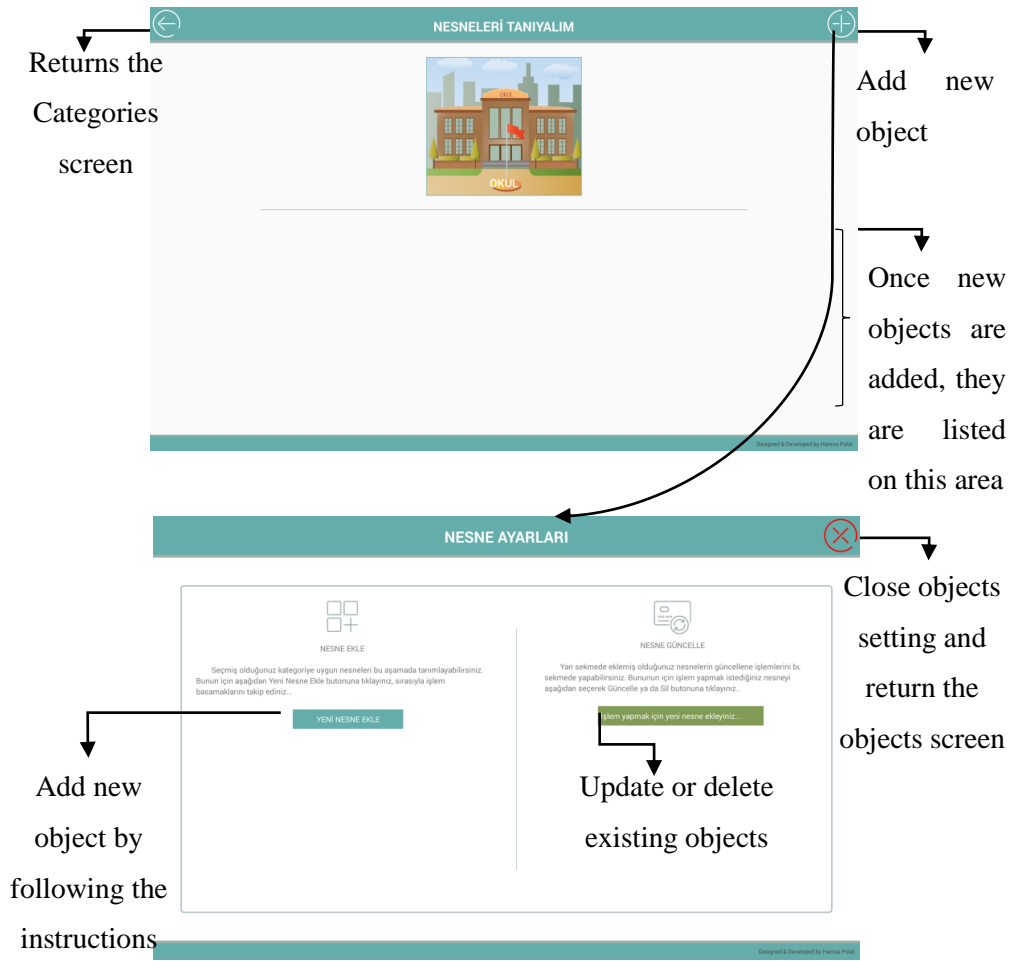 NESNELERİ TANIYALIM
Returns the
Categories
screen
Add new
object
OKUL
OKUL
Once new
objects are
added, they
are listed
on this area
Designed & Developed by Hamza Polat
NESNE AYARLARI
Close objects
setting and
return the
objects screen
NESNE EKLE
Seçmiş olduğunuz kategoriye uygun nesneleri bu aşamada tanımlayabilirsiniz.
Bunun için aşağıdan Yeni Nesne Ekle butonuna tıklayınız, sırasıyla işlem
basamaklarını takip ediniz...
YENİ NESNE EKLE
NESNE GÜNCELLE
Yan sekmede eklemiş olduğunuz nesnelerin güncellene işlemlerini bu
sekmede yapabilirsiniz. Bununun için işlem yapmak istediğiniz nesneyi
aşağıdan seçerek Güncelle ya da Sil butonuna tıklayınız..
işlem yapmak için yeni nesne ekleyiniz...
Add new
object by
following the
instructions
Update or delete
existing objects
Designed & Developed by Hamza Polat